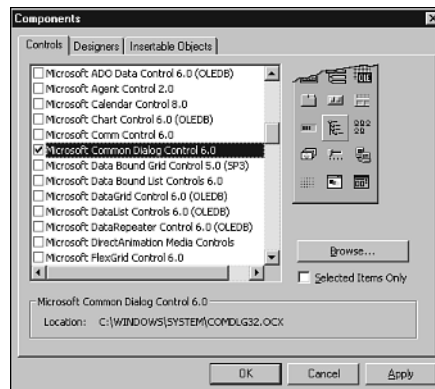 Components
Controls
Designers
Insertable Objects
Microsoft ADO Data Control 6.0 (OLEDB)
Microsoft Agent Control 2.0
Microsoft Calendar Control 8.0
Microsoft Chart Control 6.0 (OLEDB)
Microsoft Comm Control 6.0
Microsoft Common Dialog Control 6.0
Microsoft Data Bound Grid Control 5.0 (SP3)
Microsoft Data Bound List Controls 6.0
Microsoft DataGrid Control 6.0 (OLEDB)
Microsoft DataList Controls 6.0 (OLEDB)
Microsoft DataRepeater Control 6.0 (OLEDB)
Microsoft DirectAnimation Media Controls
Microsoft FlexGrid Control 6.0
Browse...
Selected Items Only
Microsoft Common Dialog Control 6.0
Location: C:\WINDOWS\SYSTEM\COMDLG32.OCX
OK
Cancel
Apply